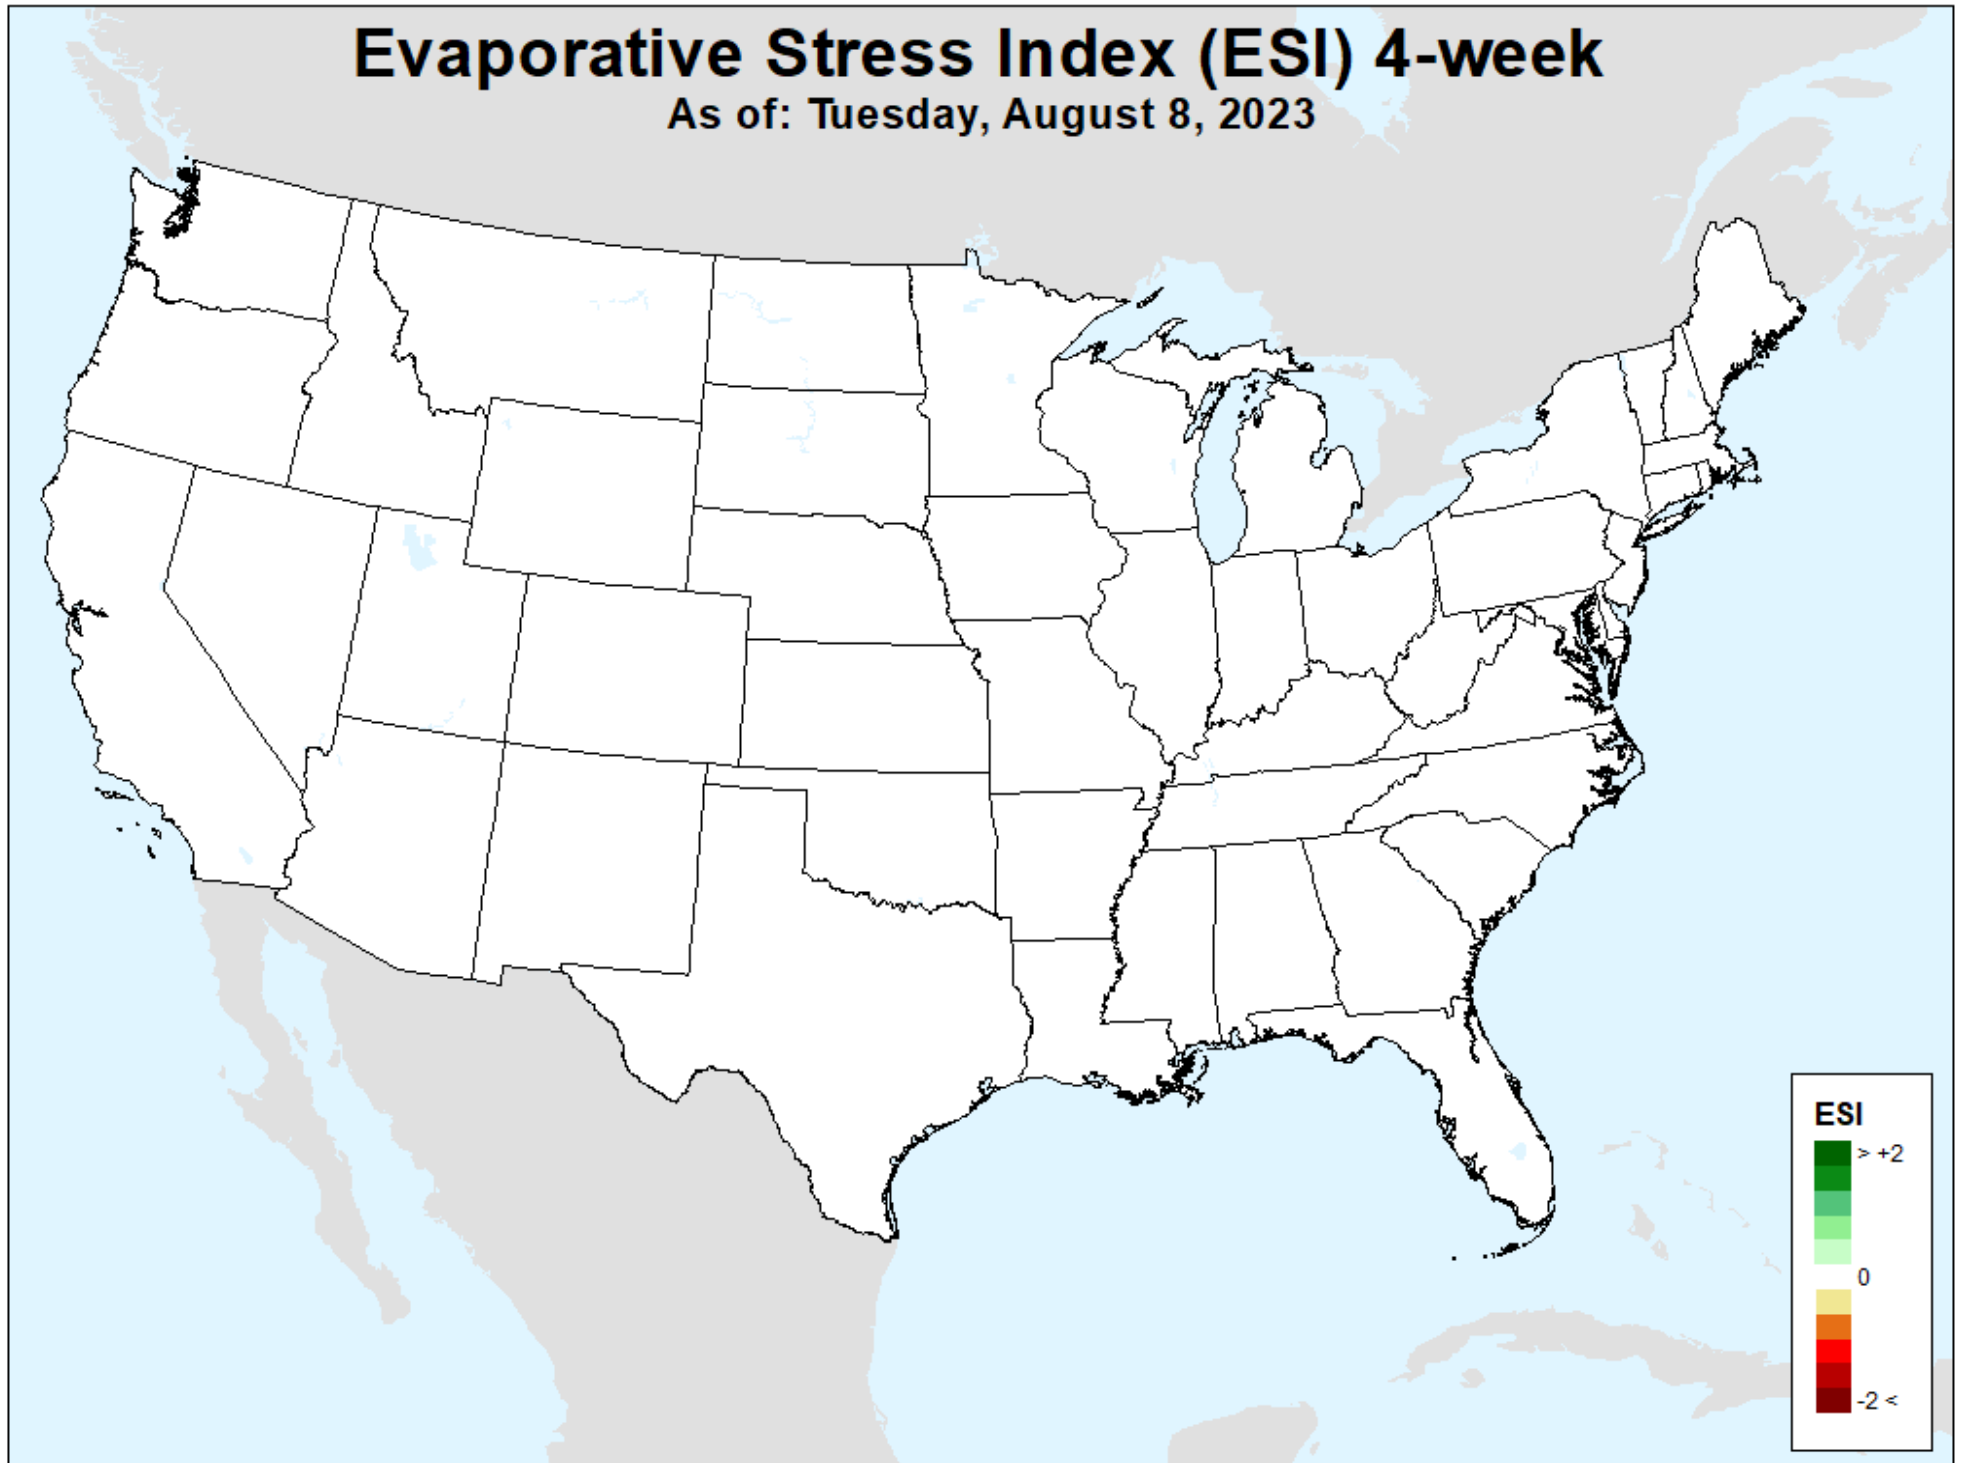 Evaporative Stress Index (ESI) 4-week
As of: Tuesday, August 8, 2023
ESI
> +2
0
-2 <